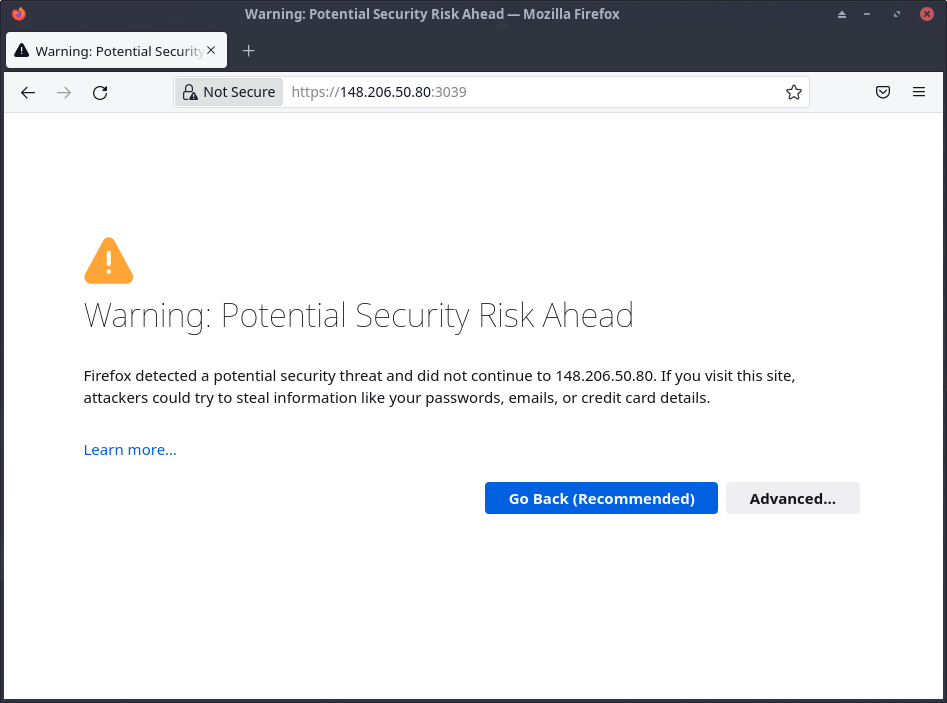 Warning: Potential Security Risk Ahead — Mozilla Firefox
Warning: Potential Security
Not Secure https://148.206.50.80:3039
Warning: Potential Security Risk Ahead
Firefox detected a potential security threat and did not continue to 148.206.50.80. If you visit this site,
attackers could try to steal information like your passwords, emails, or credit card details.
Learn more...
Go Back (Recommended) Advanced...